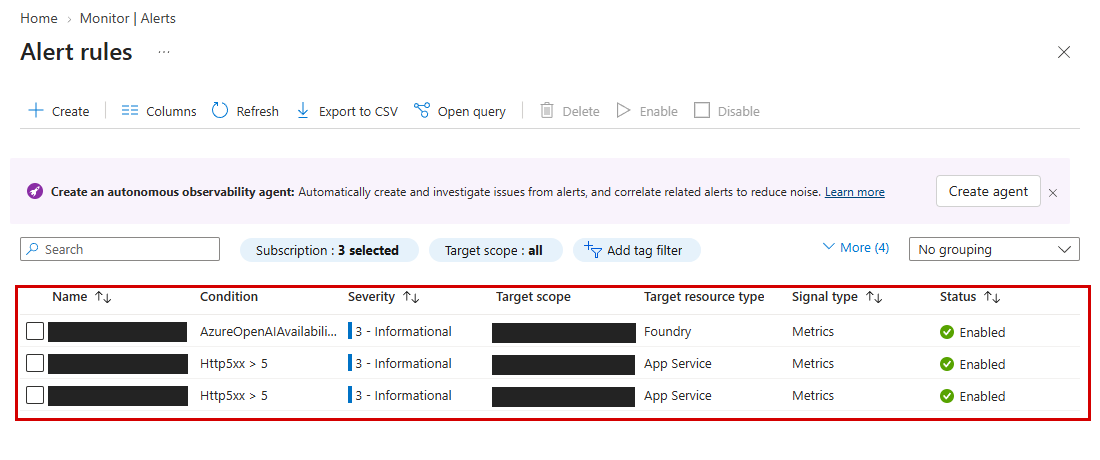 Home > Monitor | Alerts
Alert rules ...
Create Columns Refresh Export to CSV Open query Delete Enable Disable
Create an autonomous observability agent: Automatically create and investigate issues from alerts, and correlate related alerts to reduce noise. Learn more Create agent
Search Subscription : 3 selected Target scope : all Add tag filter More (4) No grouping
Name Condition Severity Target scope Target resource type Signal type Status
AzureOpenAIAvailabili... 3 - Informational Foundry Metrics Enabled
Http5xx > 5 3 - Informational App Service Metrics Enabled
Http5xx > 5 3 - Informational App Service Metrics Enabled